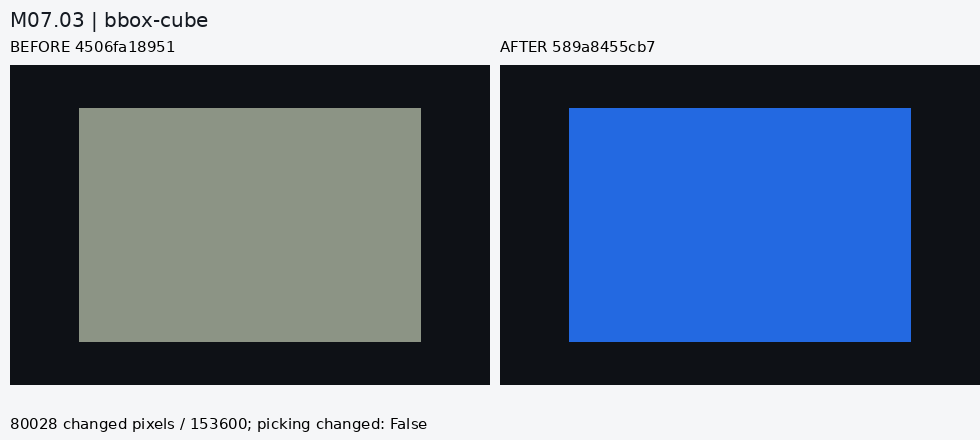 M07.03 | bbox-cube
BEFORE 4506fa18951
AFTER 589a8455cb7
80028 changed pixels / 153600; picking changed: False